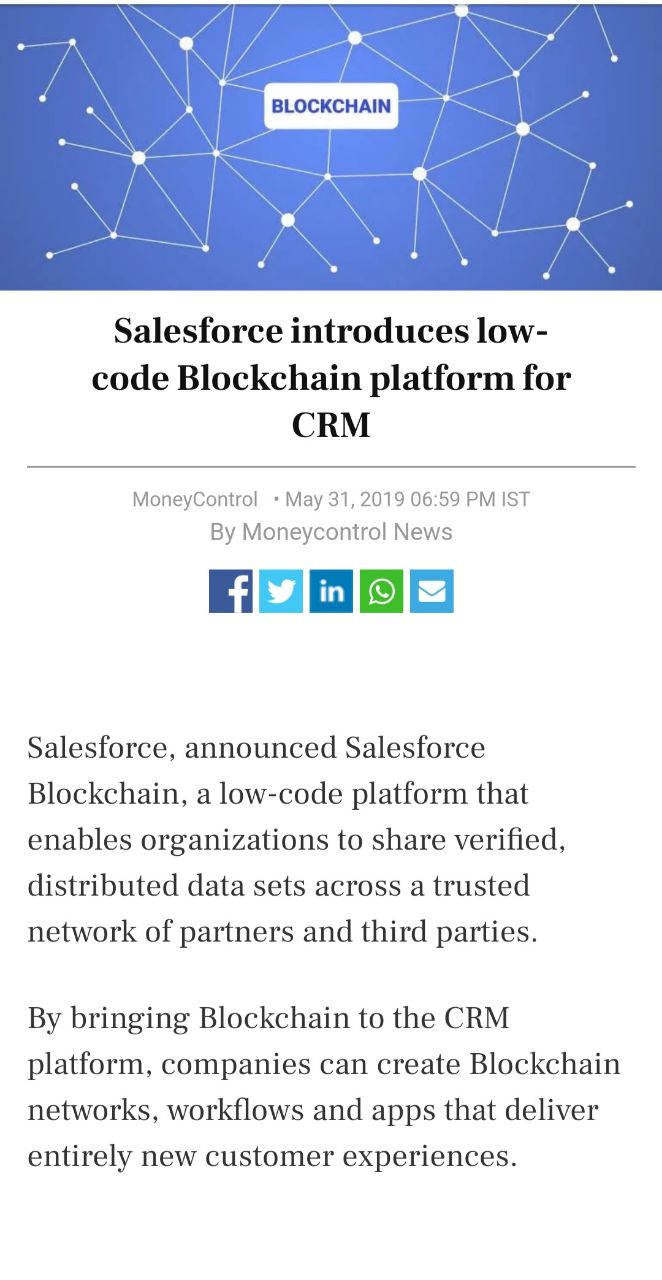 BLOCKCHAIN
Salesforce introduces low-
code Blockchain platform for
CRM
MoneyControl • May 31, 2019 06:59 PM IST
By Moneycontrol News
f
in
Salesforce, announced Salesforce
Blockchain, a low-code platform that
enables organizations to share verified,
distributed data sets across a trusted
network of partners and third parties.
By bringing Blockchain to the CRM
platform, companies can create Blockchain
networks, workflows and apps that deliver
entirely new customer experiences.